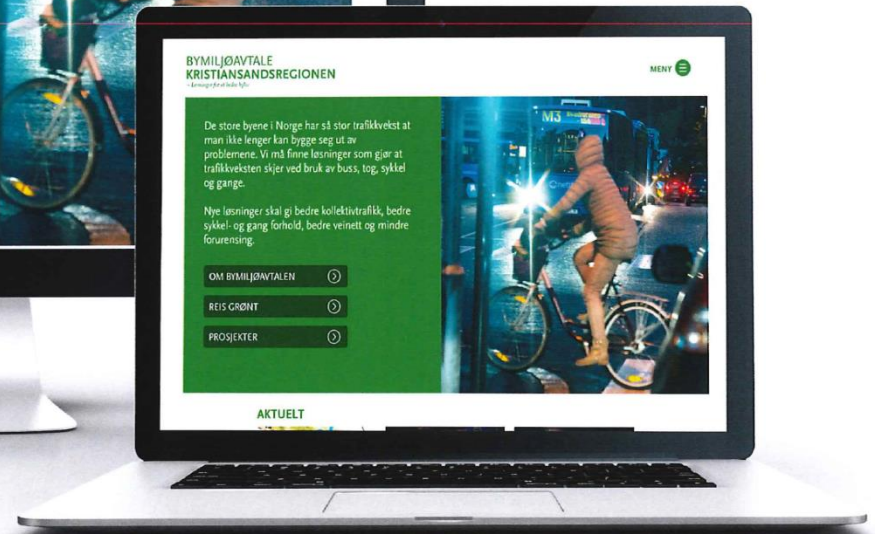 BYMILJØAVTALE
KRISTIANSANDSREGIONEN
MENY
De store byene i Norge har så stor trafikkvekst at
man ikke lenger kan bygge seg ut av
problemene. Vi må finne løsninger som gjør at
trafikkveksten skjer ved bruk av buss, tog, sykkel
og gange.
Nye løsninger skal gi bedre kollektivtrafikk, bedre
sykkel- og gang forhold, bedre veinett og mindre
forurensing.
OM BYMILJØAVTALEN
REIS GRØNT
PROSJEKTER
M3
AKTUELT